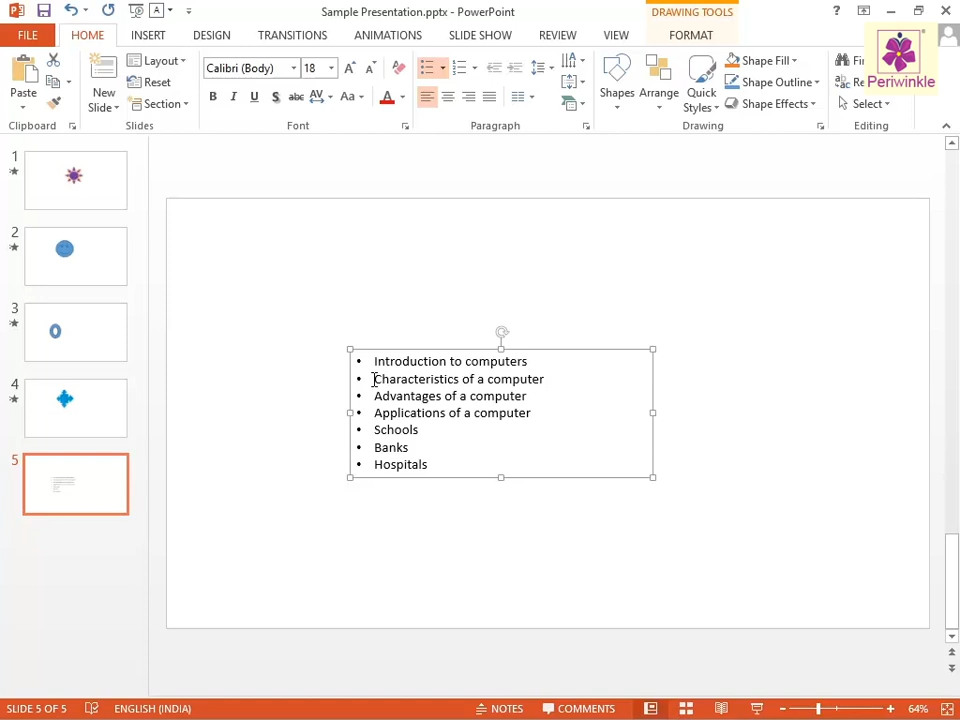 Sample Presentation.pptx - PowerPoint
DRAWING TOOLS
FILE HOME INSERT DESIGN TRANSITIONS ANIMATIONS SLIDE SHOW REVIEW VIEW FORMAT
Paste
New
Slide
Layout
Reset
Section
Calibri (Body) 18
B I U S abc AV Aa A
Shapes
Arrange
Quick
Styles
Shape Fill
Shape Outline
Shape Effects
Select
Periwinkle
Clipboard Slides Font Paragraph Drawing Editing
1
2
3
4
5
• Introduction to computers
• Characteristics of a computer
• Advantages of a computer
• Applications of a computer
• Schools
• Banks
• Hospitals
SLIDE 5 OF 5 ENGLISH (INDIA) NOTES COMMENTS 64%